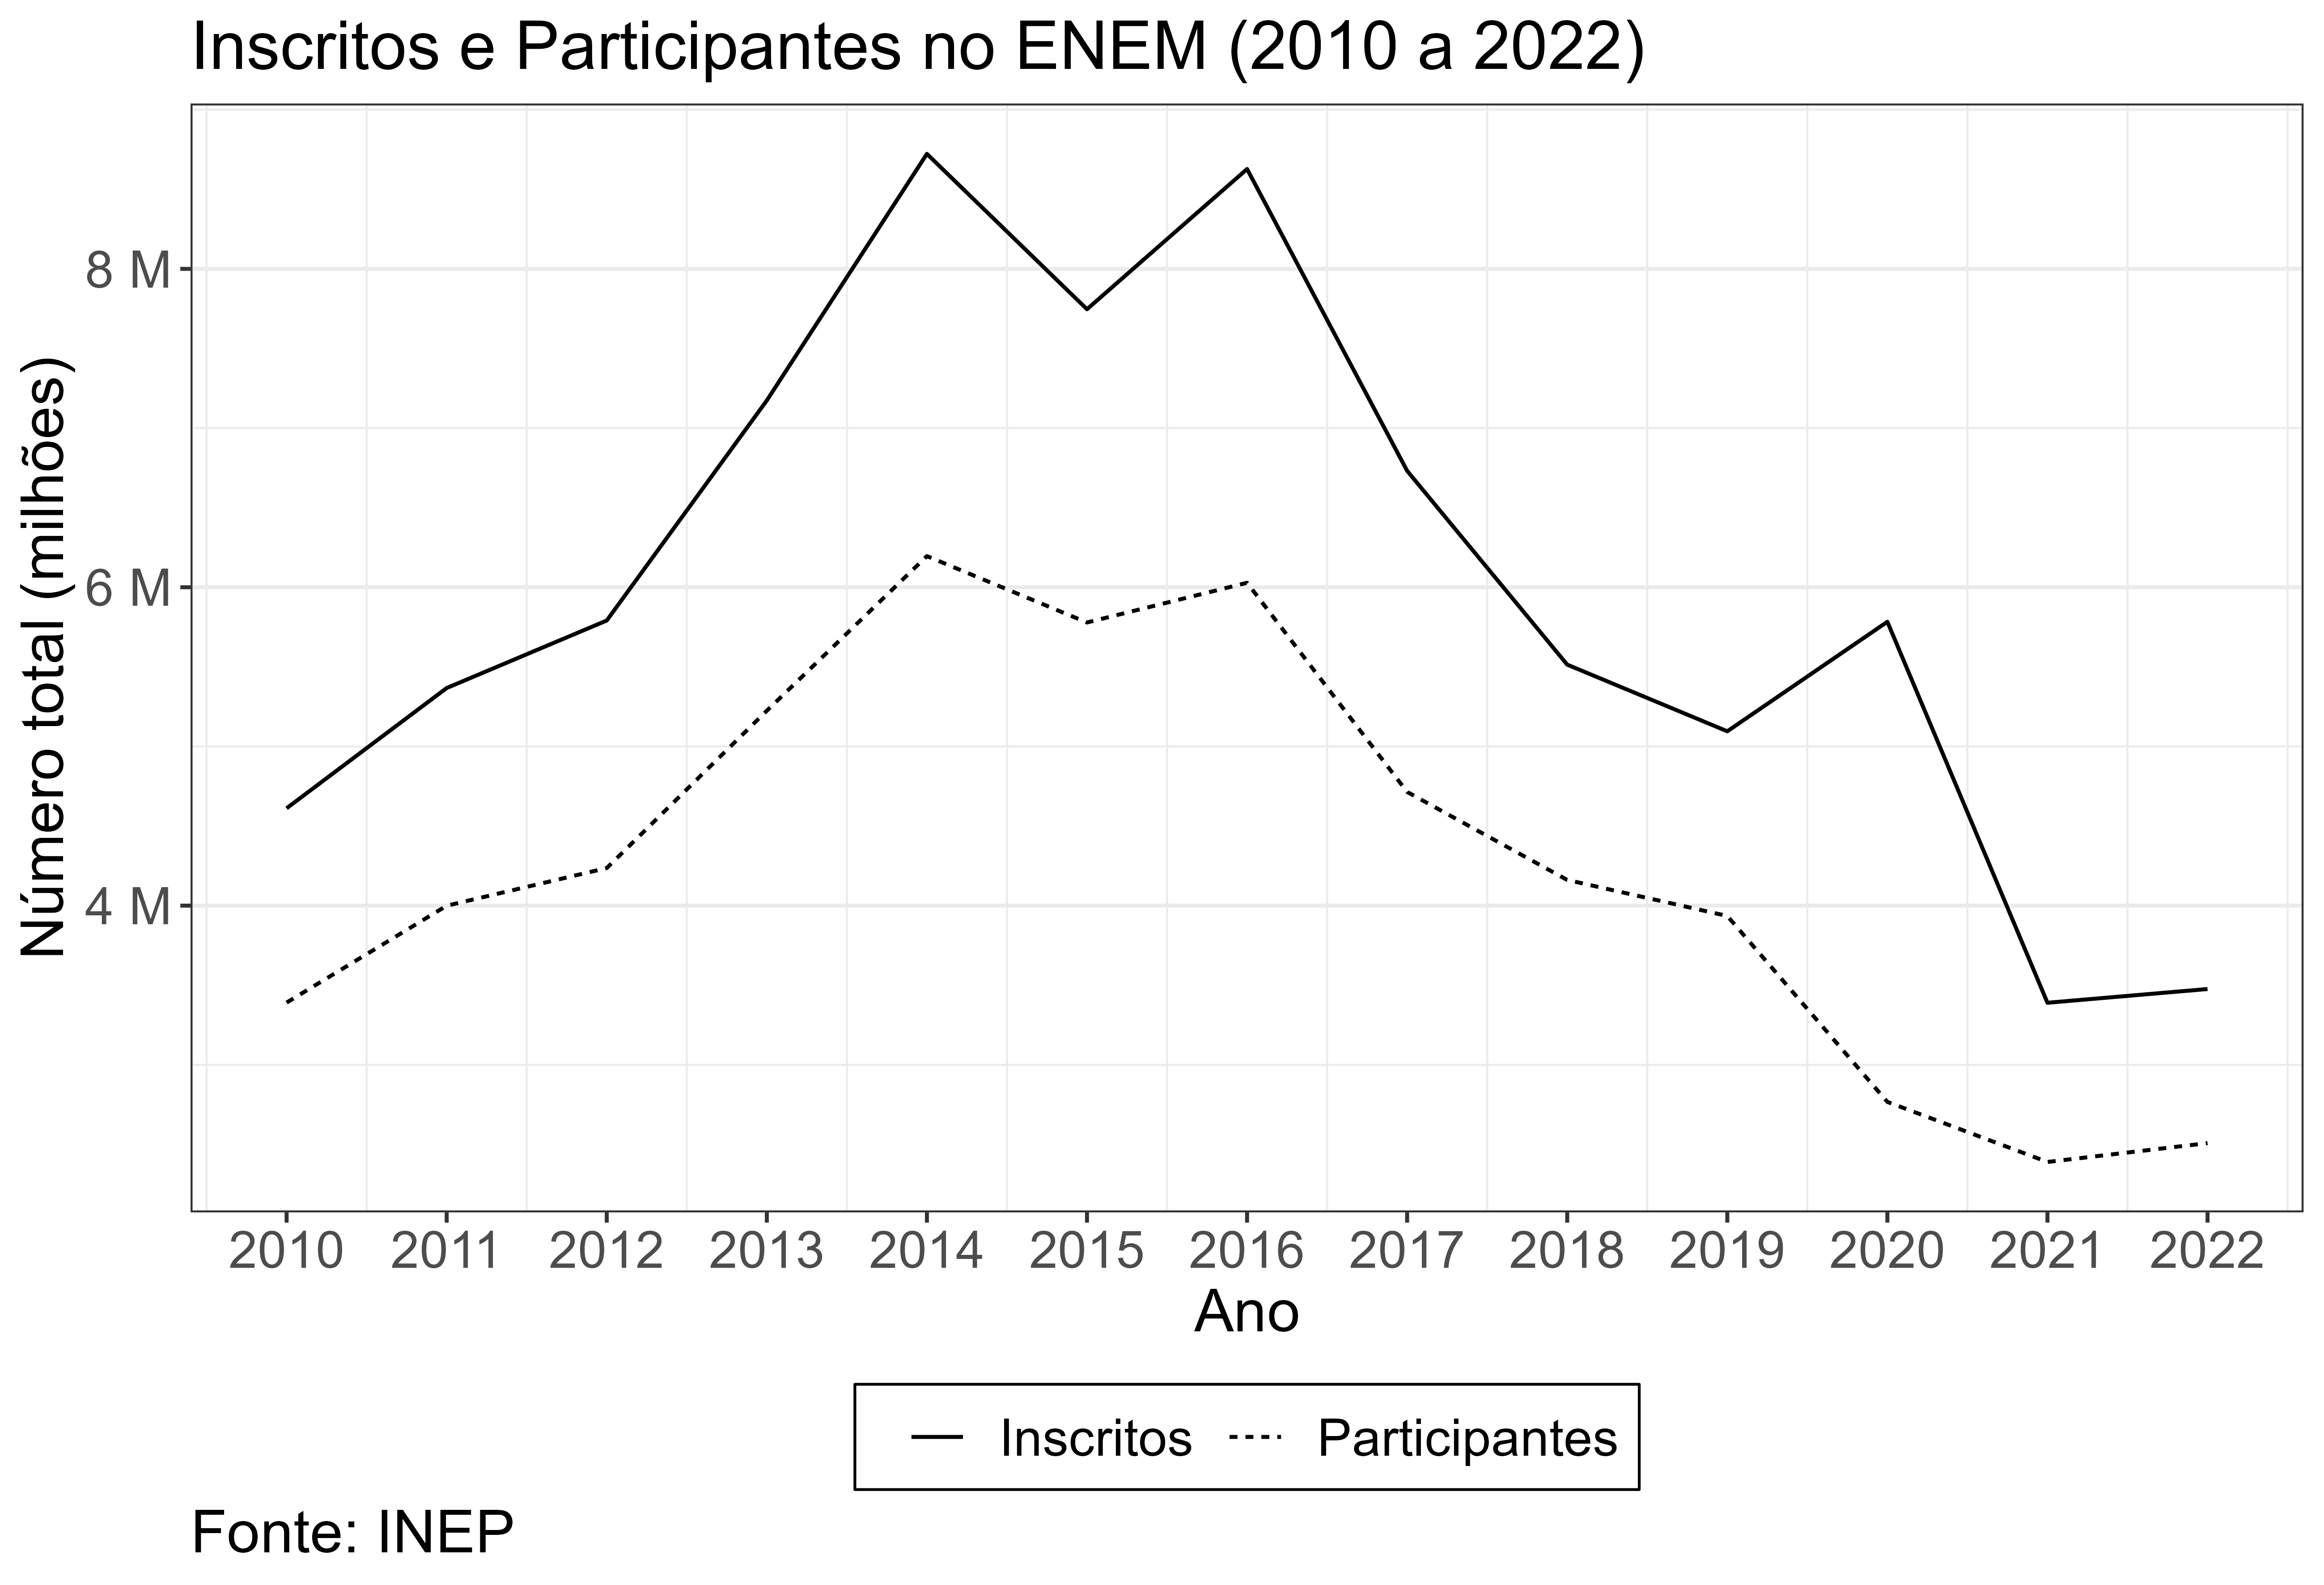 Inscritos e Participantes no ENEM (2010 a 2022)
Número total (milhões)
8 M
6 M
4 M
2010 2011 2012 2013 2014 2015 2016 2017 2018 2019 2020 2021 2022
Ano
Inscritos Participantes
Fonte: INEP